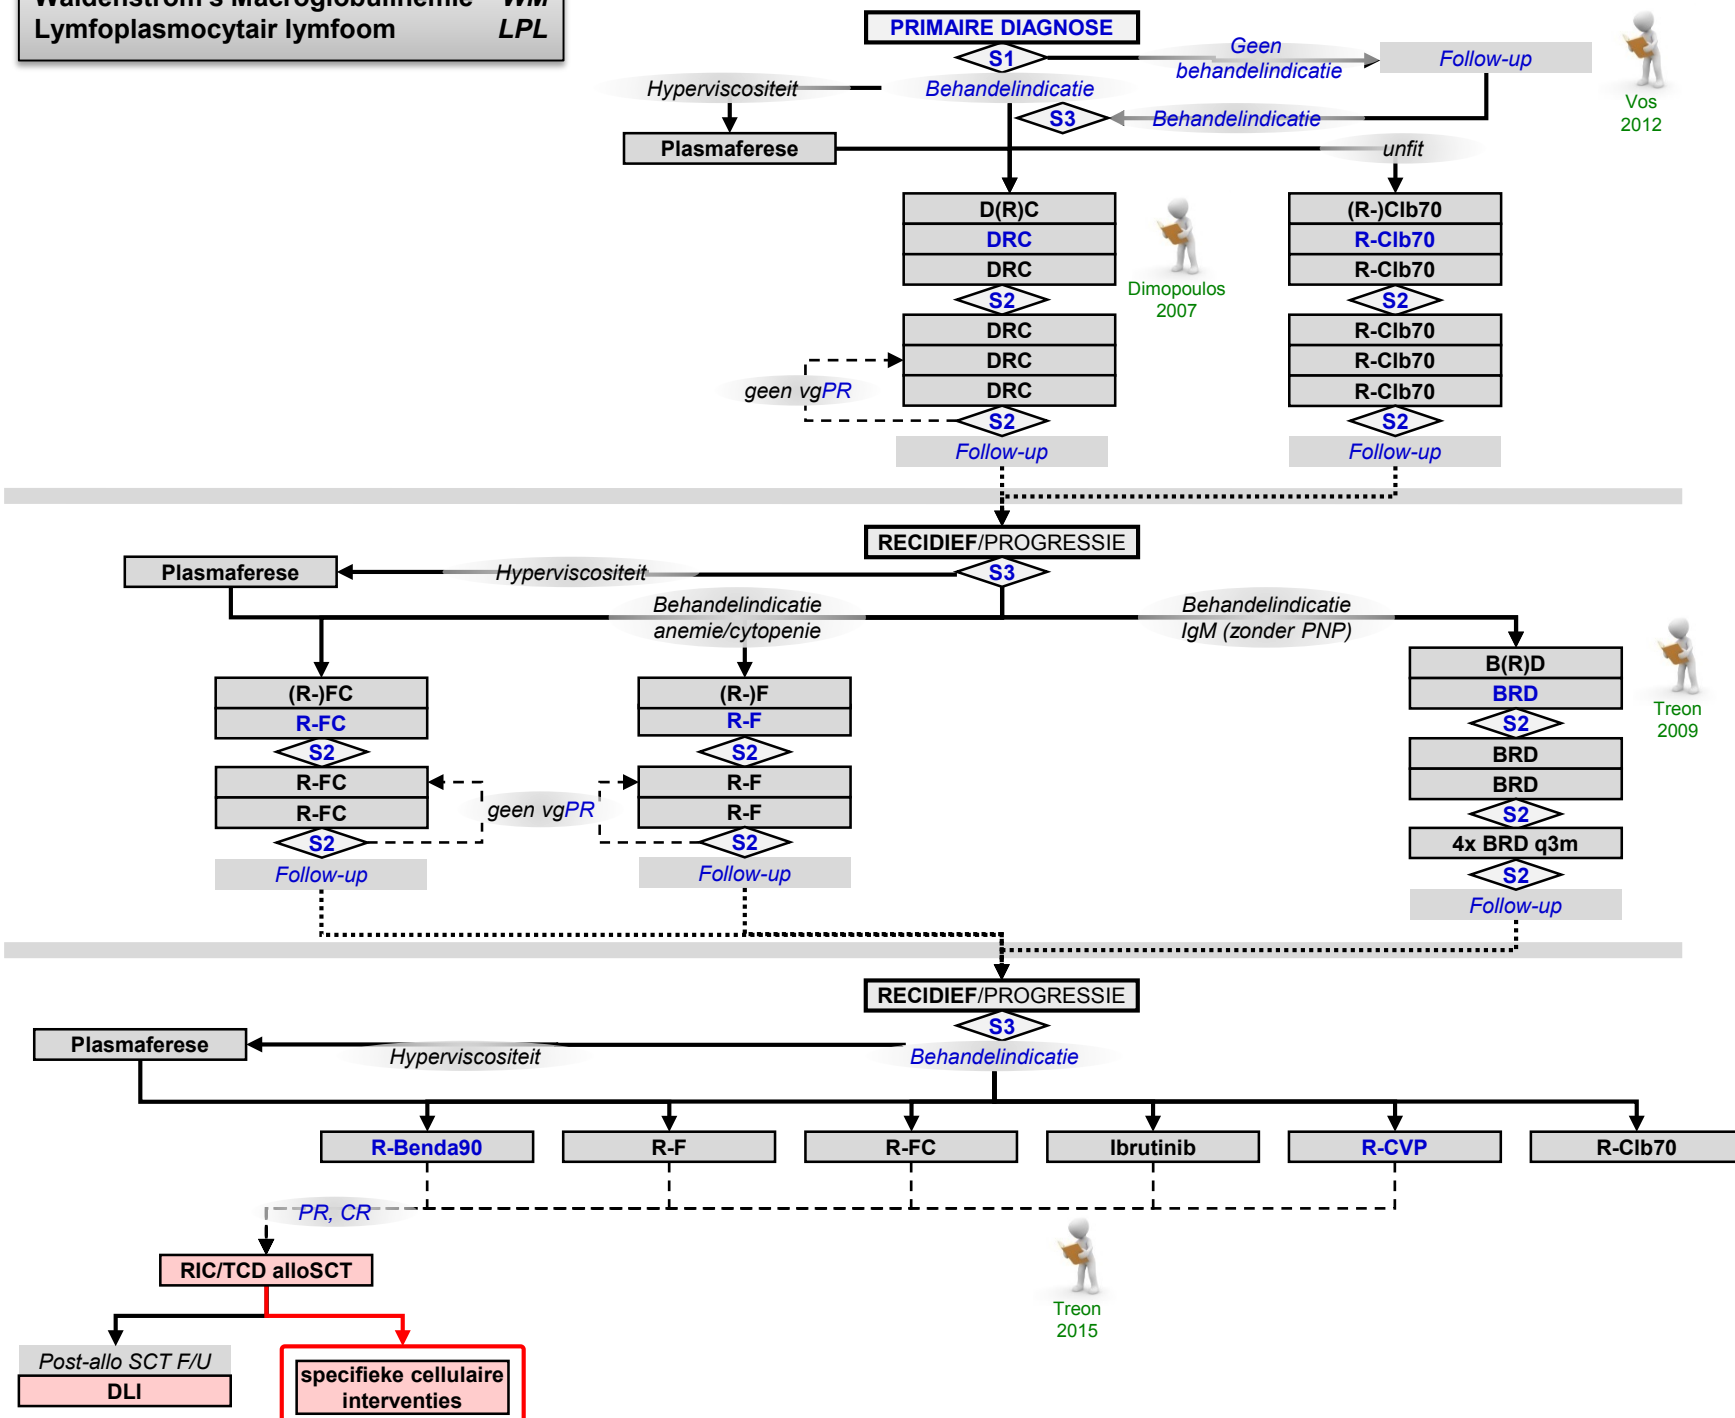 Waldenström's Macroglobulinemie WM
Lymfoplasmocytair lymfoom LPL
PRIMAIRE DIAGNOSE
S1
Geen
behandelindicatie
Follow-up
Vos
2012
Hyperviscositeit
Behandelindicatie
S3
Behandelindicatie
Plasmaferese
unfit
D(R)C
DRC
DRC
S2
DRC
DRC
DRC
S2
Follow-up
geen vgPR
Dimopoulos
2007
(R-)Clb70
R-Clb70
R-Clb70
S2
R-Clb70
R-Clb70
R-Clb70
S2
Follow-up
RECIDIEF/PROGRESSIE
S3
Plasmaferese
Hyperviscositeit
Behandelindicatie
anemie/cytopenie
Behandelindicatie
IgM (zonder PNP)
(R-)FC
R-FC
S2
R-FC
R-FC
S2
Follow-up
geen vgPR
(R-)F
R-F
S2
R-F
R-F
S2
Follow-up
B(R)D
BRD
S2
BRD
BRD
S2
4x BRD q3m
S2
Follow-up
Treon
2009
RECIDIEF/PROGRESSIE
S3
Plasmaferese
Hyperviscositeit
Behandelindicatie
R-Benda90
R-F
R-FC
Ibrutinib
R-CVP
R-Clb70
PR, CR
RIC/TCD alloSCT
Treon
2015
Post-allo SCT F/U
DLI
specifieke cellulaire
interventies